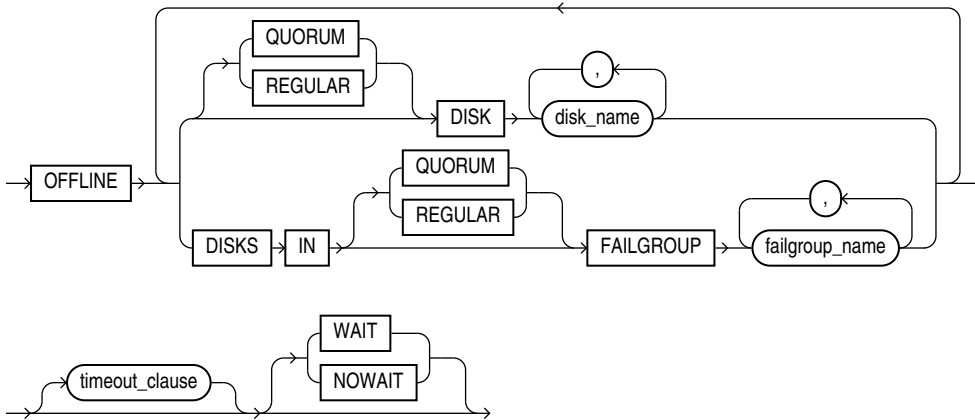 QUORUM
REGULAR
,
DISK
disk_name
OFFLINE
QUORUM
REGULAR
,
DISKS IN
FAILGROUP
failgroup_name
timeout_clause
WAIT
NOWAIT